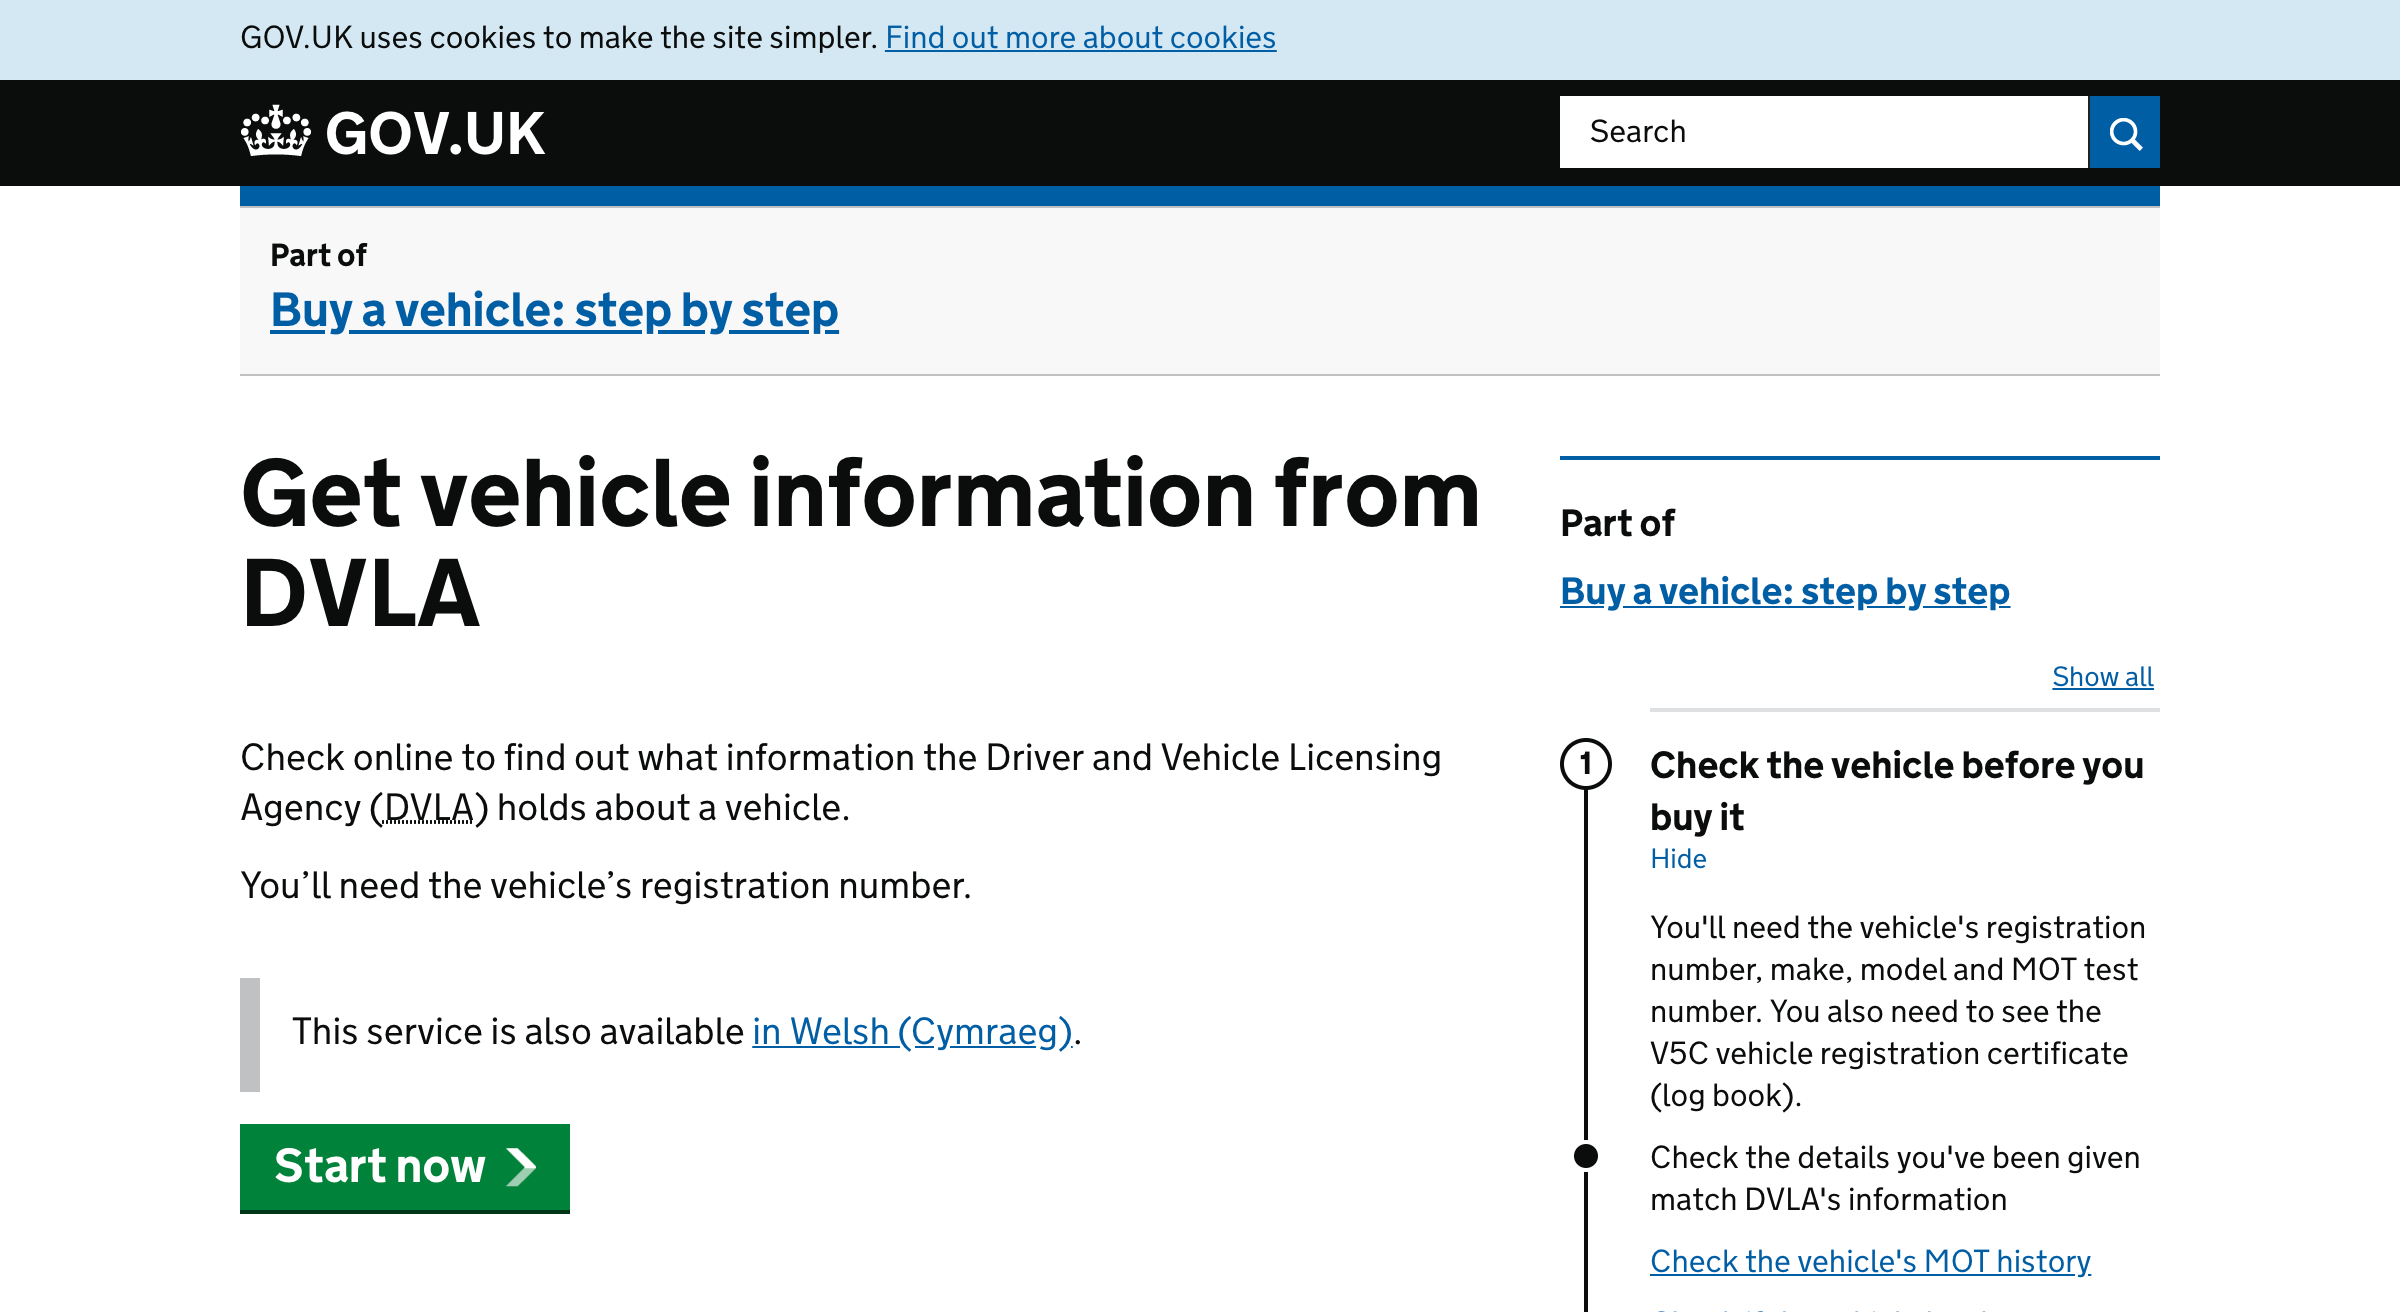 GOV.UK uses cookies to make the site simpler. Find out more about cookies
GOV.UK
Search
Part of
Buy a vehicle: step by step
Get vehicle information from
DVLA
Check online to find out what information the Driver and Vehicle Licensing
Agency (DVLA) holds about a vehicle.
You’ll need the vehicle’s registration number.
This service is also available in Welsh (Cymraeg).
Start now
Part of
Buy a vehicle: step by step
Show all
1
Check the vehicle before you
buy it
Hide
You'll need the vehicle's registration
number, make, model and MOT test
number. You also need to see the
V5C vehicle registration certificate
(log book).
Check the details you've been given
match DVLA's information
Check the vehicle's MOT history